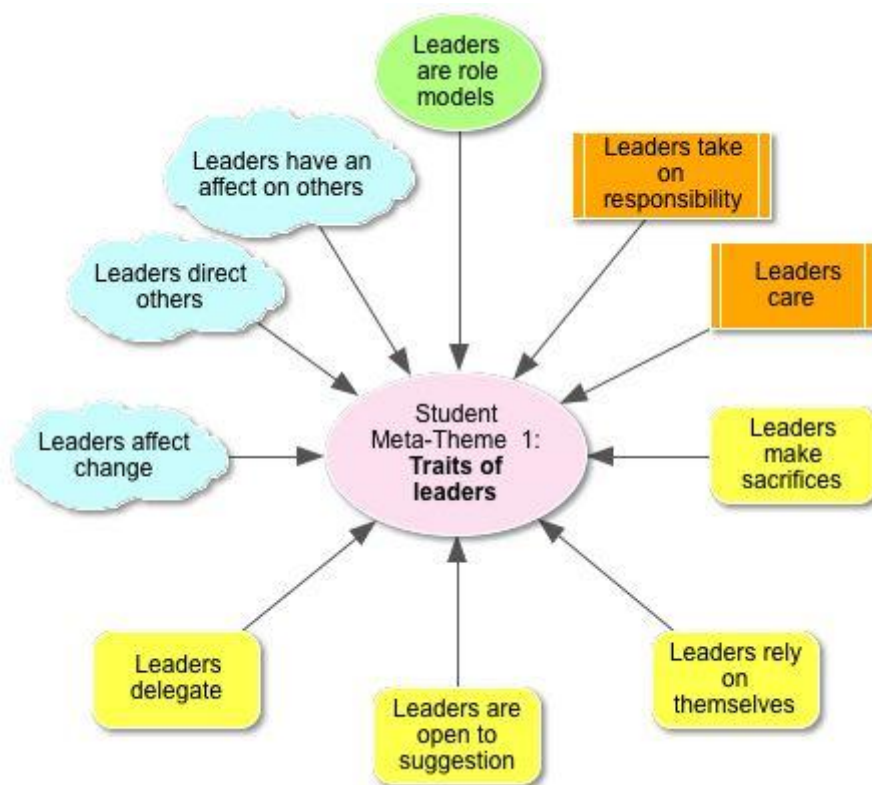 Leaders
are role
models
Leaders have an
affect on others
Leaders take
on
responsibility
Leaders direct
others
Leaders
care
Leaders affect
change
Student
Meta-Theme 1:
Traits of
leaders
Leaders
make
sacrifices
Leaders
delegate
Leaders are
open to
suggestion
Leaders rely
on
themselves